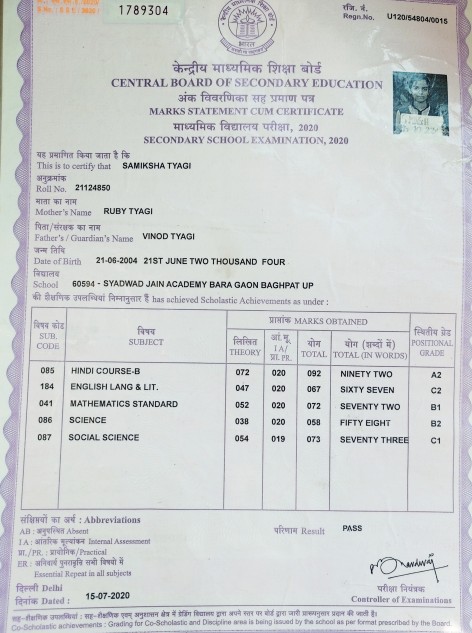 1789304
रजि. नं.
Regn.No. U120/54804/0015
भारत
केन्द्रीय माध्यमिक शिक्षा बोर्ड
CENTRAL BOARD OF SECONDARY EDUCATION
अंक विवरणिका सह प्रमाण पत्र
MARKS STATEMENT CUM CERTIFICATE
माध्यमिक विद्यालय परीक्षा, 2020
SECONDARY SCHOOL EXAMINATION, 2020
यह प्रमाणित किया जाता है कि
This is to certify that SAMIKSHA TYAGI
अनुक्रमांक
Roll No. 21124850
माता का नाम
Mother's Name RUBY TYAGI
पिता/संरक्षक का नाम
Father's / Guardian's Name VINOD TYAGI
जन्म तिथि
Date of Birth 21-06-2004 21ST JUNE TWO THOUSAND FOUR
विद्यालय
School 60594 - SYADWAD JAIN ACADEMY BARA GAON BAGHPAT UP
की शैक्षणिक उपलब्धियां निम्नानुसार हैं has achieved Scholastic Achievements as under :
विषय कोड SUB. CODE विषय SUBJECT प्राप्तांक MARKS OBTAINED स्थितीय ग्रेड POSITIONAL GRADE
लिखित THEORY आं.मू. I A / प्रा. PR. योग TOTAL योग (शब्दों में) TOTAL (IN WORDS)
085 HINDI COURSE-B 072 020 092 NINETY TWO A2
184 ENGLISH LANG & LIT. 047 020 067 SIXTY SEVEN C2
041 MATHEMATICS STANDARD 052 020 072 SEVENTY TWO B1
086 SCIENCE 038 020 058 FIFTY EIGHT B2
087 SOCIAL SCIENCE 054 019 073 SEVENTY THREE C1
संक्षिप्तियों का अर्थ : Abbreviations
AB : अनुपस्थित Absent
I A : आंतरिक मूल्यांकन Internal Assessment
प्रा./PR. : प्रायोगिक/Practical
ER : अनिवार्य पुनरावृत्ति सभी विषयों में
Essential Repeat in all subjects
परिणाम Result PASS
दिल्ली Delhi
दिनांक Dated : 15-07-2020
परीक्षा नियंत्रक
Controller of Examinations
Co-Scholastic achievements : Grading for Co-Scholastic and Discipline area is being issued by the school as per format prescribed by the Board.